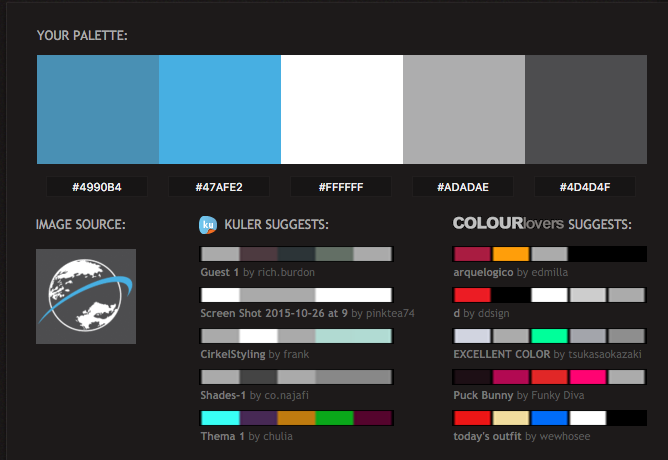 YOUR PALETTE:
#4990B4 #47AFE2 #FFFFFF #ADADAE #4D4D4F
IMAGE SOURCE:
ku KULER SUGGESTS:
Guest 1 by rich.burdon
Screen Shot 2015-10-26 at 9 by pinktea74
CirkelStyling by frank
Shades-1 by co.najafi
Thema 1 by chulla
COLOURlovers SUGGESTS:
arquelogico by edmilla
d by ddsign
EXCELLENT COLOR by tsukasaokazaki
Puck Bunny by Funky Diva
today's outfit by wewhosee